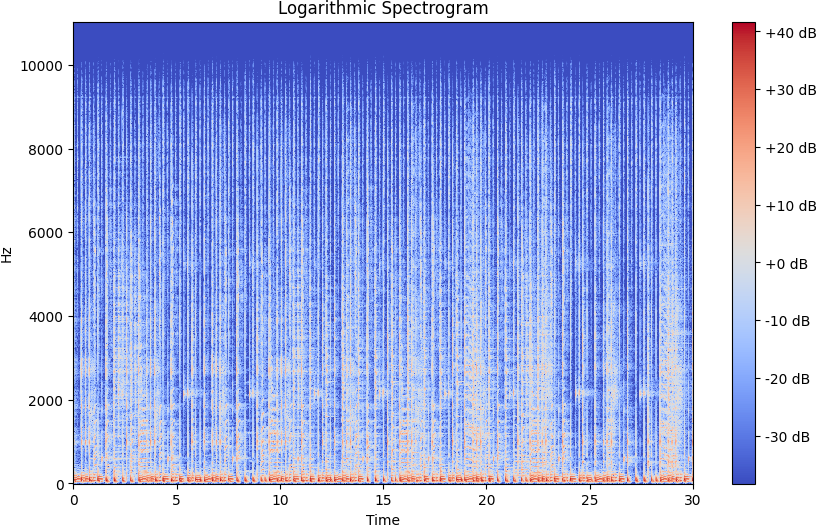 Logarithmic Spectrogram
Hz
10000
8000
6000
4000
2000
0
0 5 10 15 20 25 30
Time
+40 dB
+30 dB
+20 dB
+10 dB
+0 dB
-10 dB
-20 dB
-30 dB